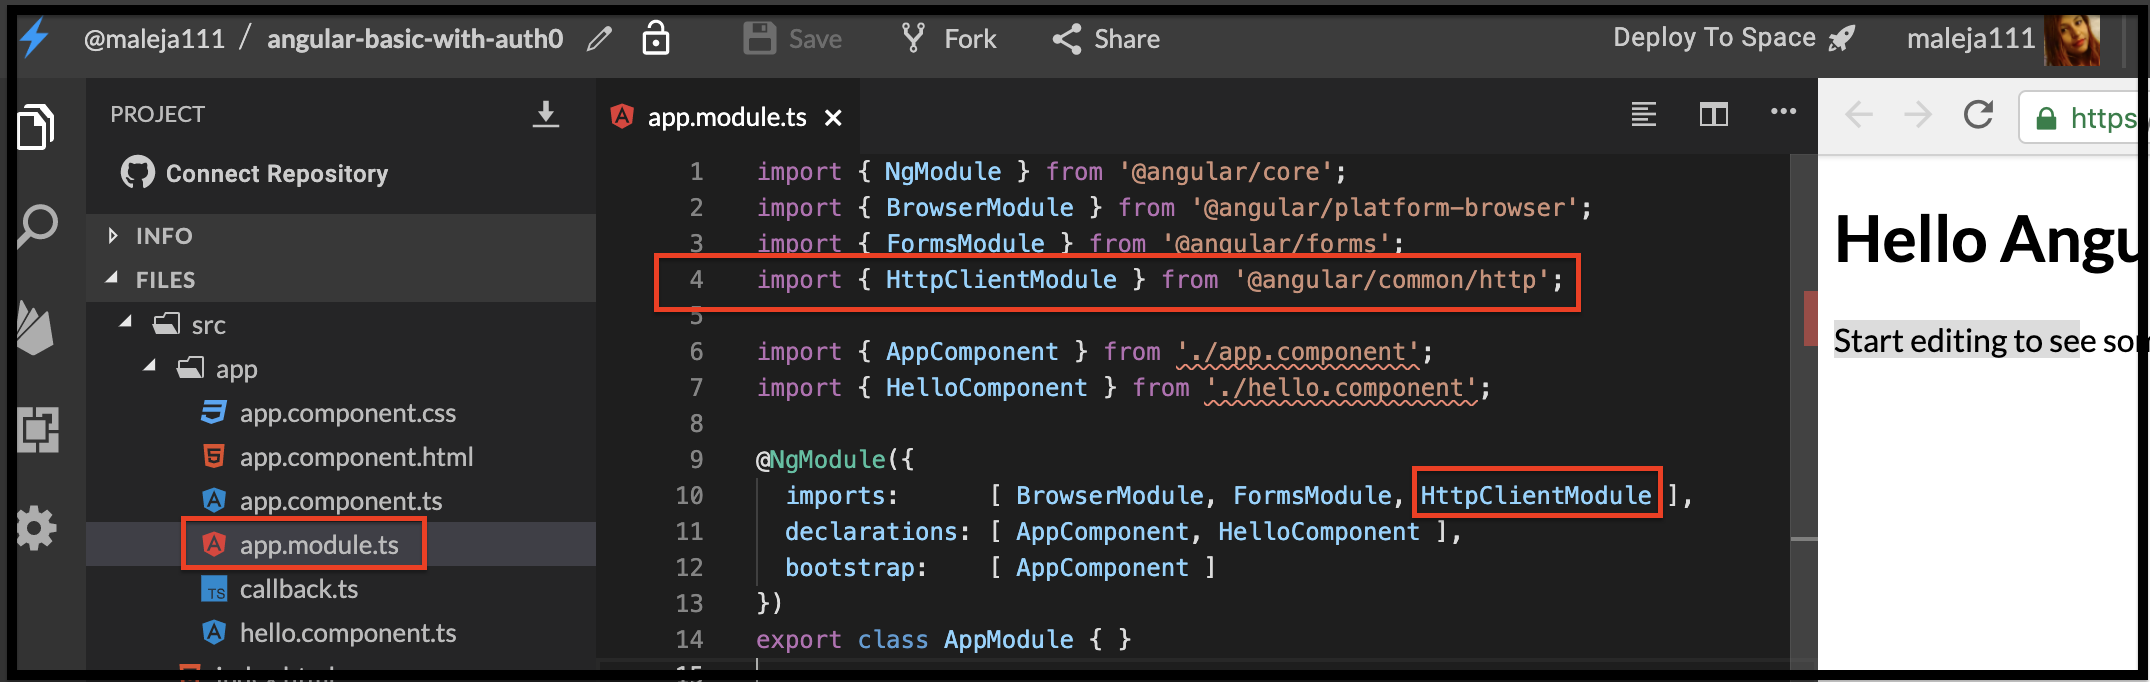 @maleja111 / angular-basic-with-auth0 Save Fork Share Deploy To Space maleja111
PROJECT
Connect Repository
INFO
FILES
src
app
app.component.css
app.component.html
app.component.ts
app.module.ts
callback.ts
hello.component.ts
app.module.ts
1 import { NgModule } from '@angular/core';
2 import { BrowserModule } from '@angular/platform-browser';
3 import { FormsModule } from '@angular/forms';
4 import { HttpClientModule } from '@angular/common/http';
5
6 import { AppComponent } from './app.component';
7 import { HelloComponent } from './hello.component';
8
9 @NgModule({
10 imports: [ BrowserModule, FormsModule, HttpClientModule ],
11 declarations: [ AppComponent, HelloComponent ],
12 bootstrap: [ AppComponent ]
13 })
14 export class AppModule { }
15
https
Hello Angu
Start editing to see som